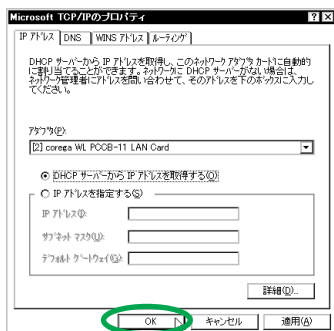 Microsoft TCP/IPのプロパティ
IP アドレス DNS WINS アドレス ルーティング
DHCP サーバーから IP アドレスを取得し、このネットワーク アダプタ カードに自動的
に割り当てることができます。ネットワークに DHCP サーバーがない場合は、
ネットワーク管理者にアドレスを問い合わせて、そのアドレスを下のボックスに入力し
てください。
アダプタ(P):
[2] corega WL PCCB-11 LAN Card
DHCP サーバーから IP アドレスを取得する(O)
IP アドレスを指定する(S)
IP アドレス(I):
サブネット マスク(U):
デフォルト ゲートウェイ(G):
詳細(D)...
OK キャンセル 適用(A)